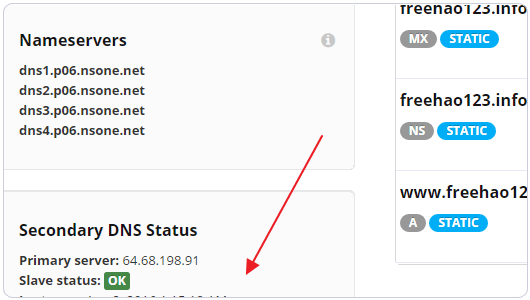 Nameservers
dns1.p06.nsone.net
dns2.p06.nsone.net
dns3.p06.nsone.net
dns4.p06.nsone.net
Secondary DNS Status
Primary server: 64.68.198.91
Slave status: OK
freehao123.info
MX STATIC
freehao123.info
NS STATIC
www.freehao12
A STATIC